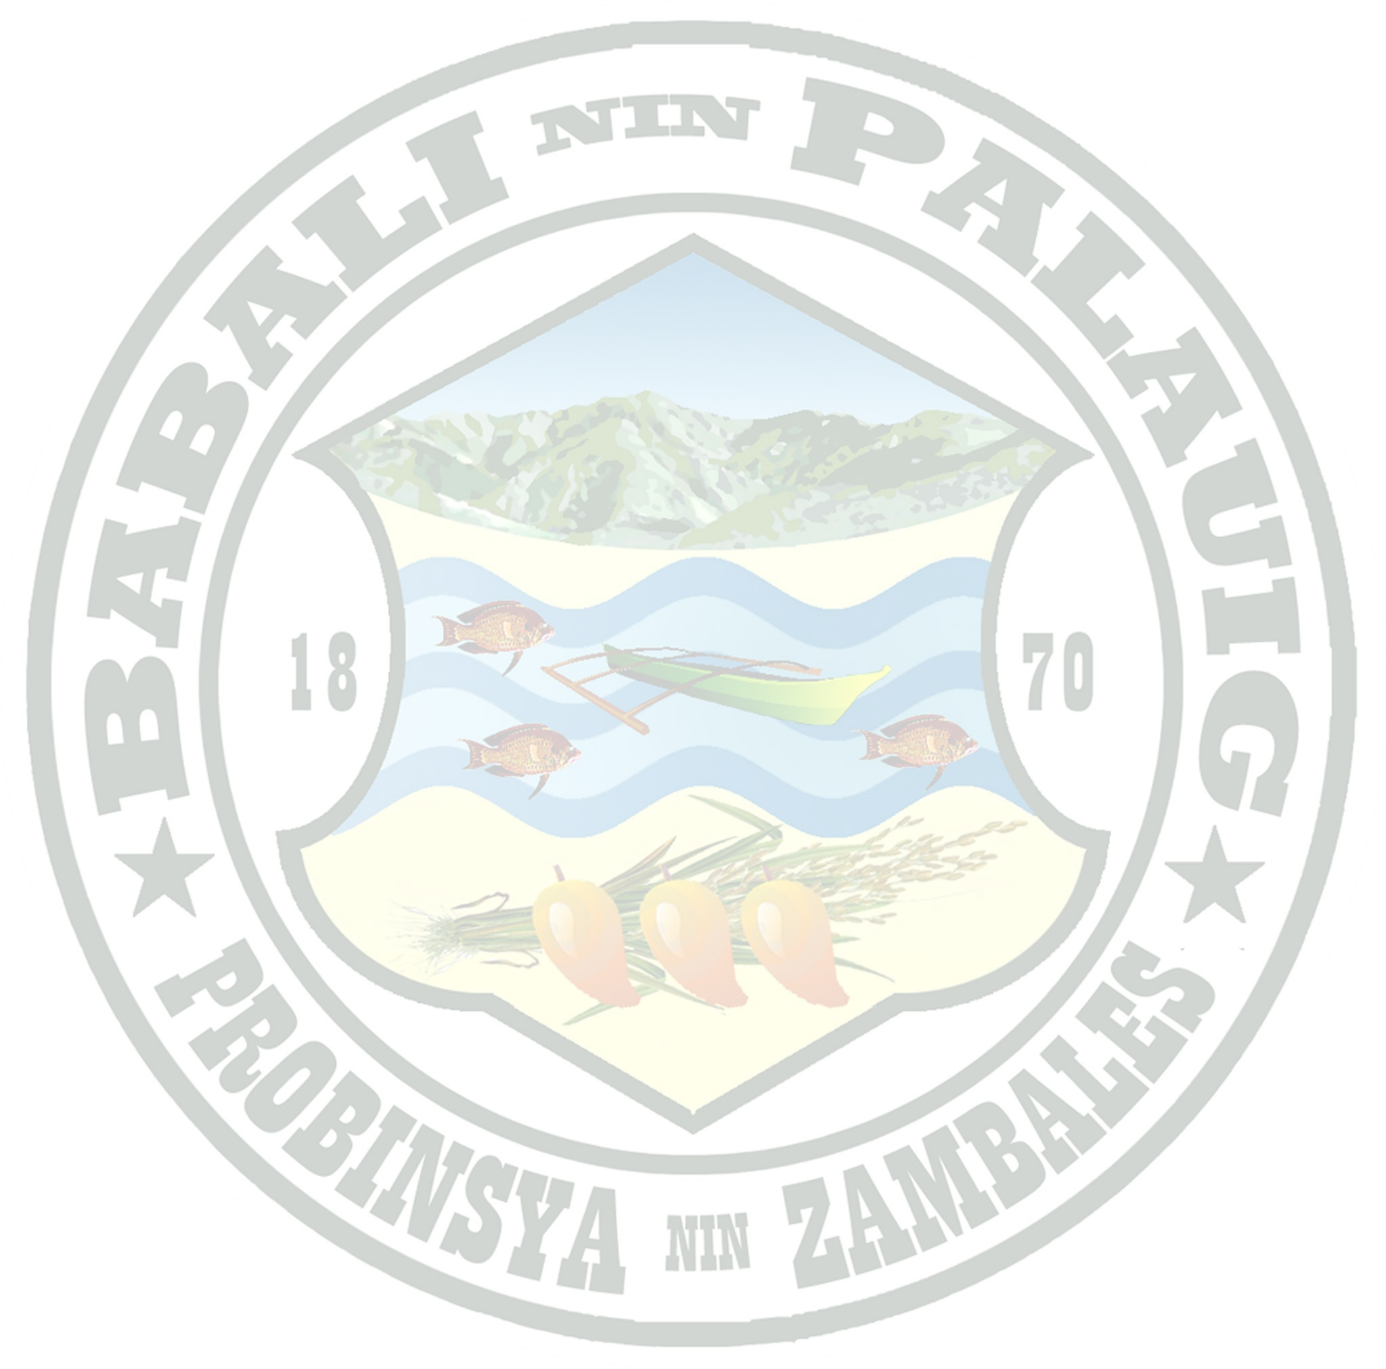 BABALI NIN PALAUIG
18 70
PROBINSYA NIN ZAMBALES